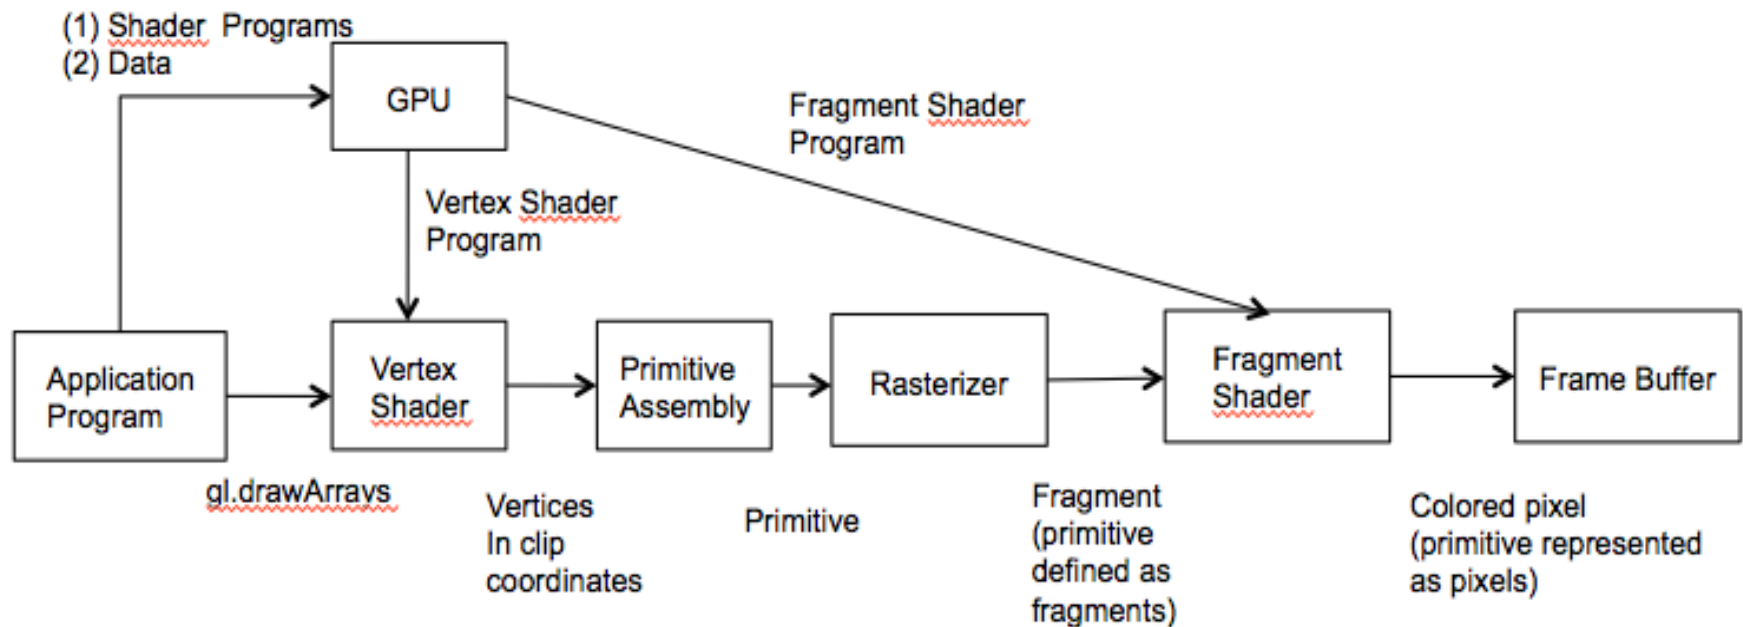 (1) Shader Programs
(2) Data
GPU
Fragment Shader
Program
Vertex Shader
Program
Application
Program
Vertex
Shader
Primitive
Assembly
Rasterizer
Fragment
Shader
Frame Buffer
gl.drawArrays
Vertices
In clip
coordinates
Primitive
Fragment
(primitive
defined as
fragments)
Colored pixel
(primitive represented
as pixels)